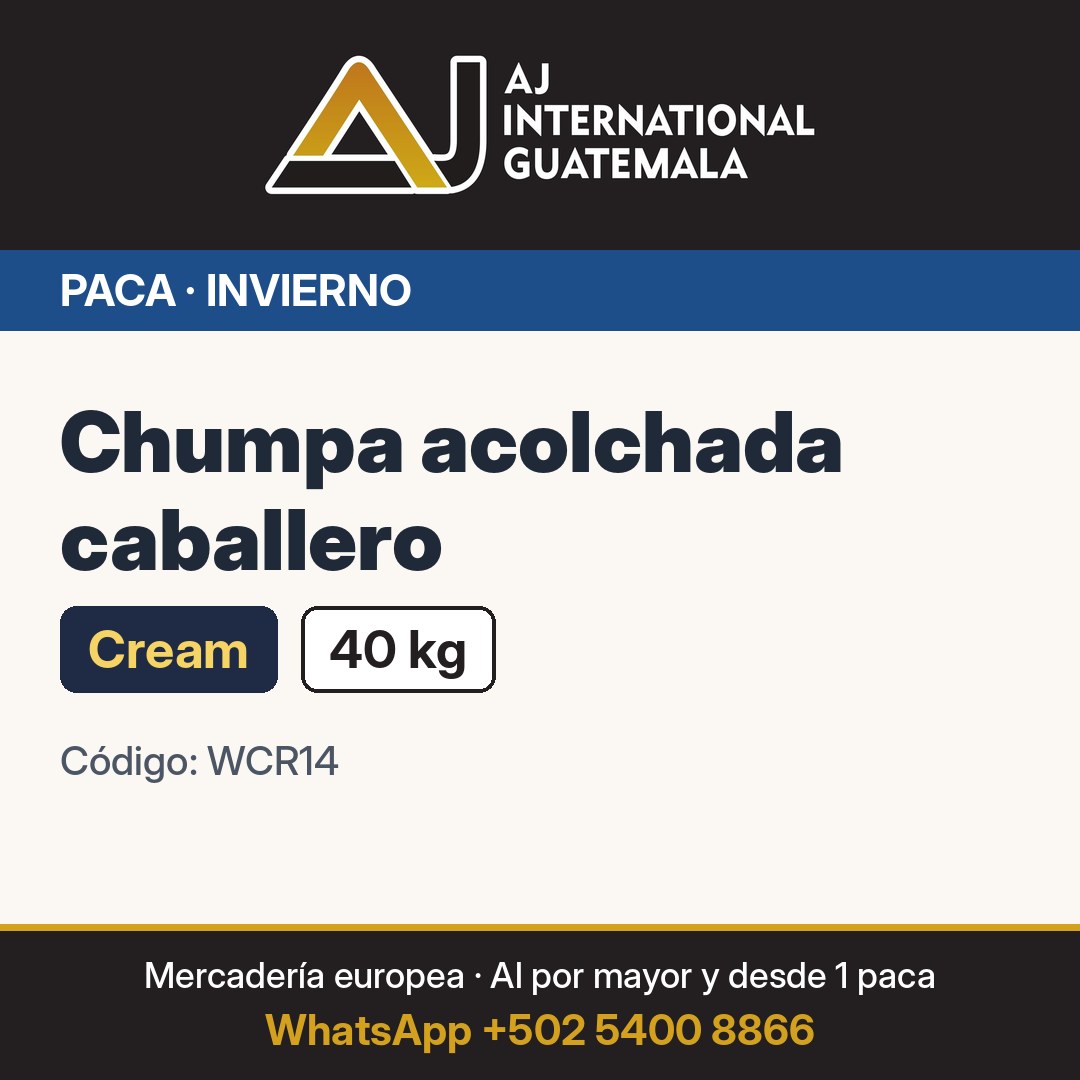 AJ
AJ
INTERNATIONAL
GUATEMALA
PACA · INVIERNO
Chumpa acolchada
caballero
Cream
40 kg
Código: WCR14
Mercadería europea · Al por mayor y desde 1 paca
WhatsApp +502 5400 8866